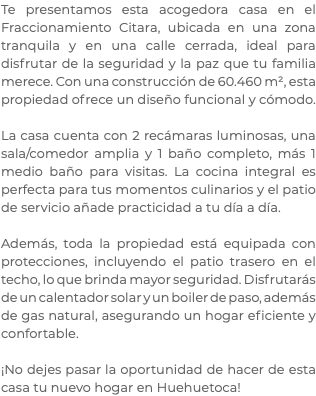 Te presentamos esta acogedora casa en el
Fraccionamiento Citara, ubicada en una zona
tranquila y en una calle cerrada, ideal para
disfrutar de la seguridad y la paz que tu familia
merece. Con una construcción de 60.460 m², esta
propiedad ofrece un diseño funcional y cómodo.

La casa cuenta con 2 recámaras luminosas, una
sala/comedor amplia y 1 baño completo, más 1
medio baño para visitas. La cocina integral es
perfecta para tus momentos culinarios y el patio
de servicio añade practicidad a tu día a día.

Además, toda la propiedad está equipada con
protecciones, incluyendo el patio trasero en el
techo, lo que brinda mayor seguridad. Disfrutarás
de un calentador solar y un boiler de paso, además
de gas natural, asegurando un hogar eficiente y
confortable.

¡No dejes pasar la oportunidad de hacer de esta
casa tu nuevo hogar en Huehuetoca!